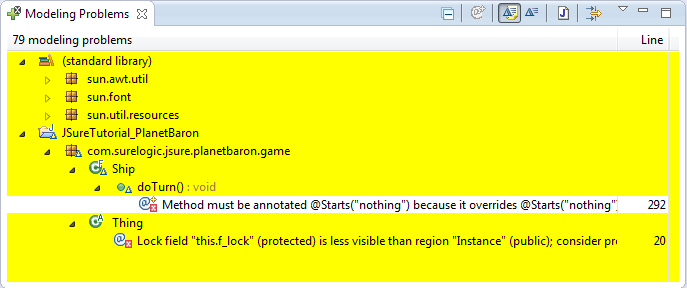 Modeling Problems
79 modeling problems Line
(standard library)
sun.awt.util
sun.font
sun.util.resources
JSureTutorial_PlanetBaron
com.surelogic.jsure.planetbaron.game
Ship
doTurn() : void
Method must be annotated @Starts("nothing") because it overrides @Starts("nothing") 292
Thing
Lock field "this.f_lock" (protected) is less visible than region "Instance" (public); consider pro 20